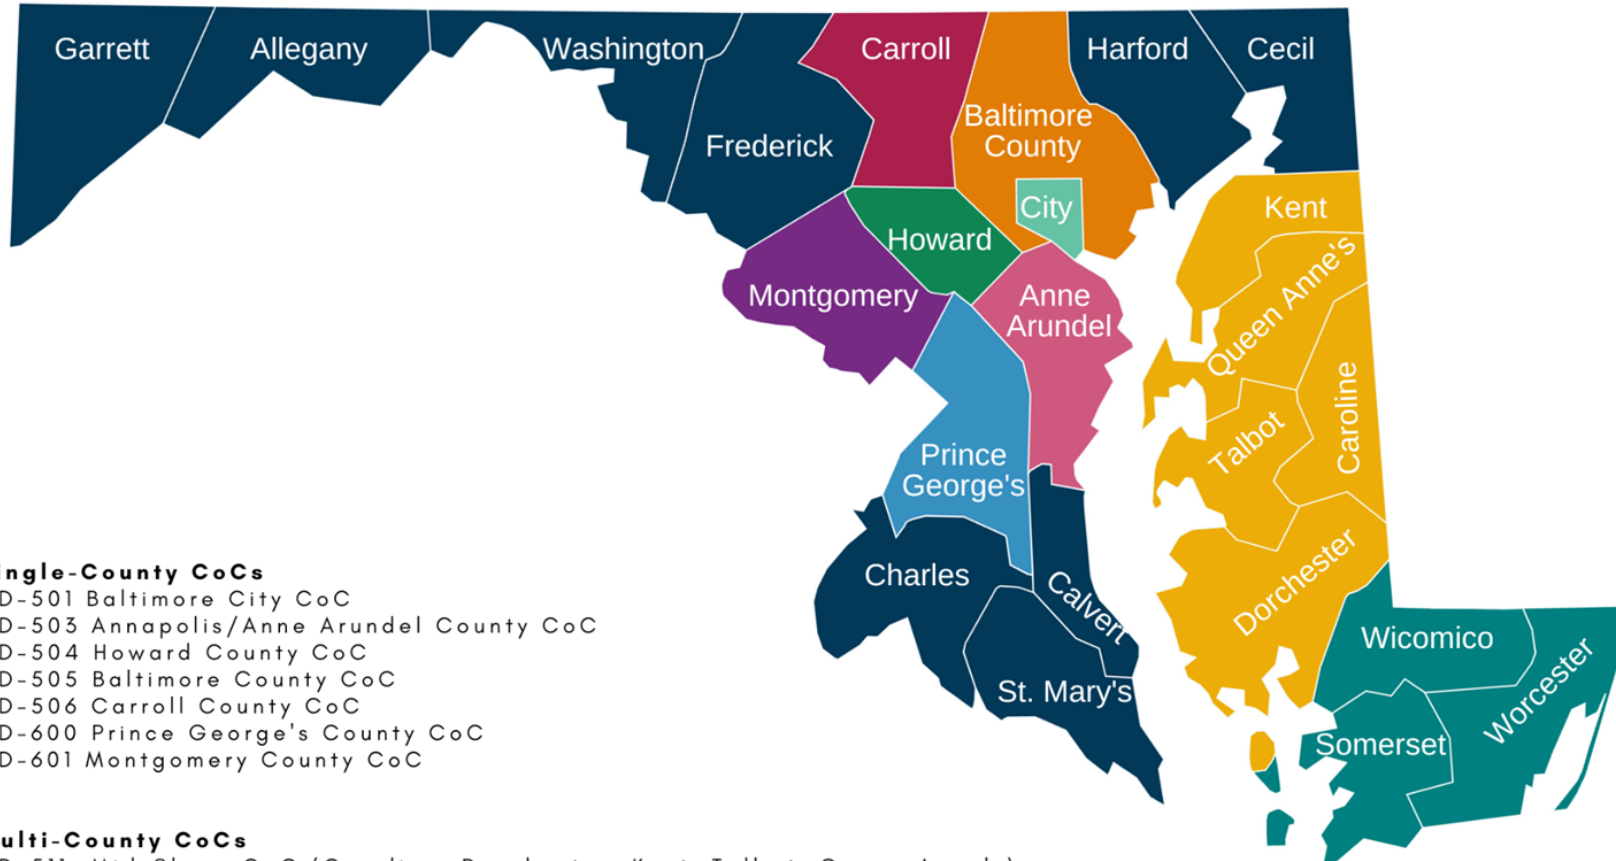 Garrett
Allegany
Washington
Frederick
Carroll
Baltimore
County
City
Harford
Cecil
Howard
Montgomery
Anne
Arundel
Prince
George's
Charles
Calvert
St. Mary's
Kent
Queen Anne's
Caroline
Talbot
Dorchester
Wicomico
Worcester
Somerset
ingle-County CoCs
D-501 Baltimore City CoC
D-503 Annapolis/Anne Arundel County CoC
D-504 Howard County CoC
D-505 Baltimore County CoC
D-506 Carroll County CoC
D-600 Prince George's County CoC
D-601 Montgomery County CoC
ulti-County CoCs